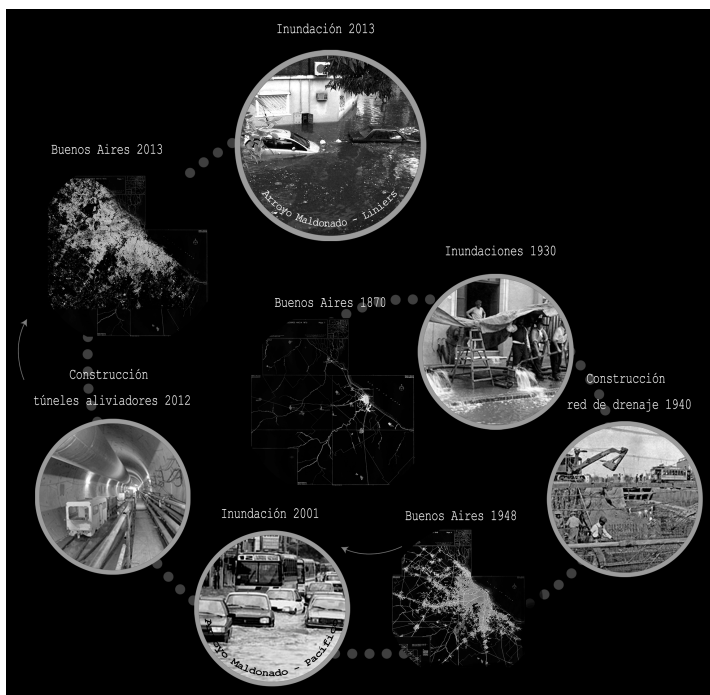 Inundación 2013
Arroyo Maldonado - Liniers
Buenos Aires 2013
Inundaciones 1930
Buenos Aires 1870
Construcción
red de drenaje 1940
Construcción
túneles aliviadores 2012
Inundación 2001
Arroyo Maldonado - Pacífico
Buenos Aires 1948